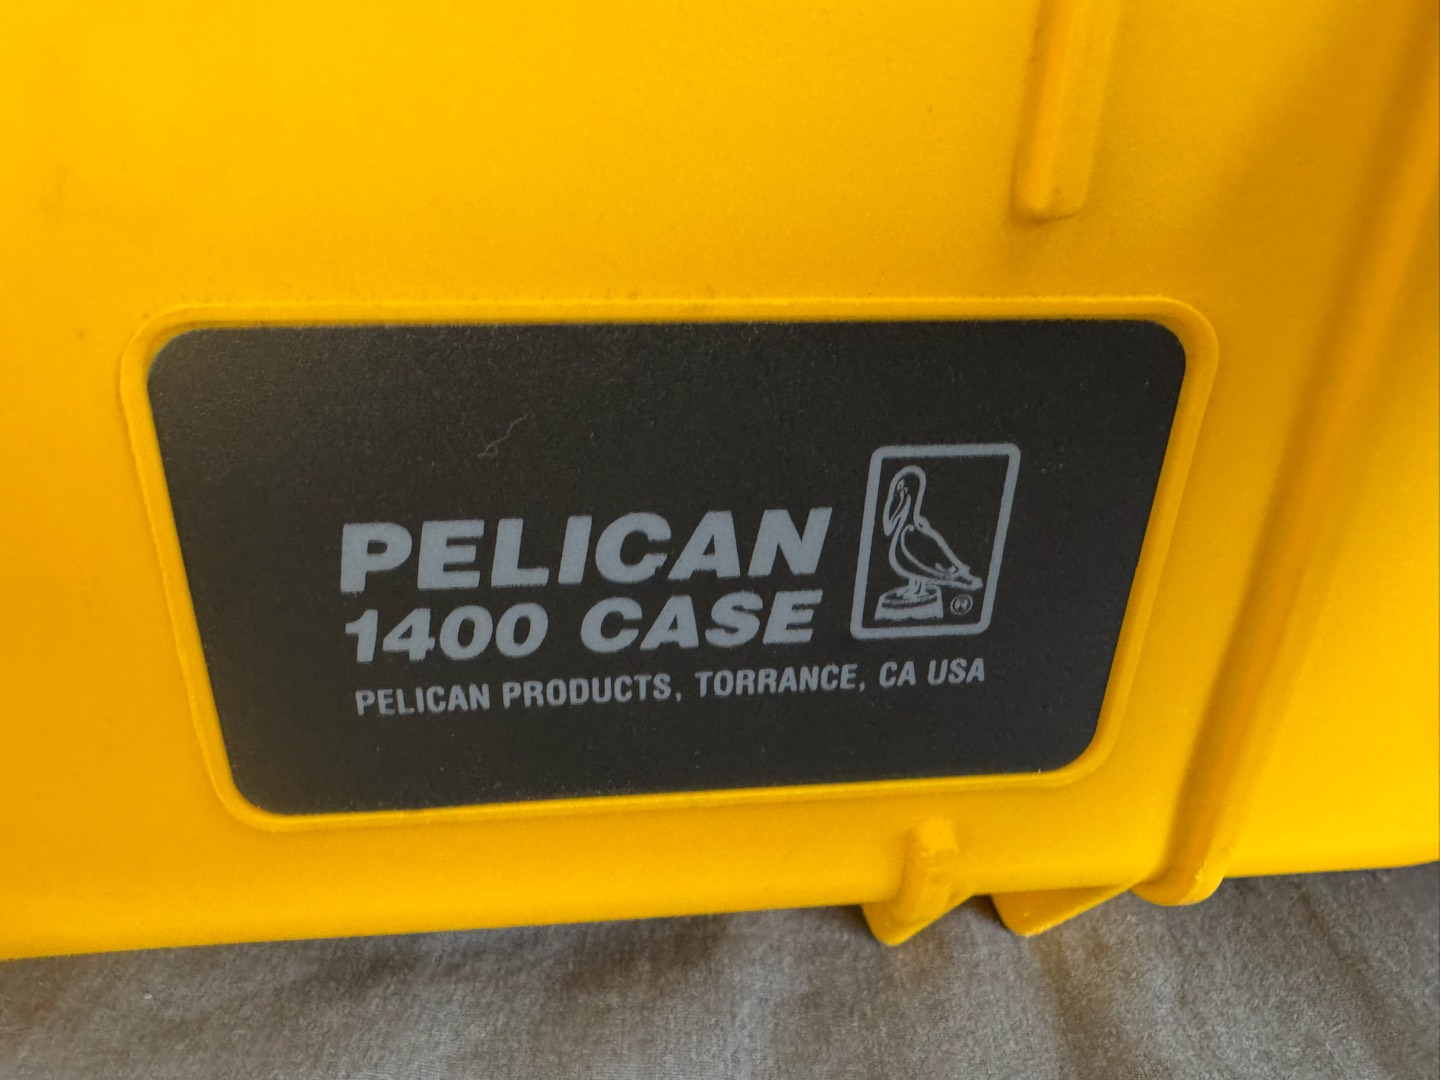 PELICAN
1400 CASE
PELICAN PRODUCTS, TORRANCE, CA USA